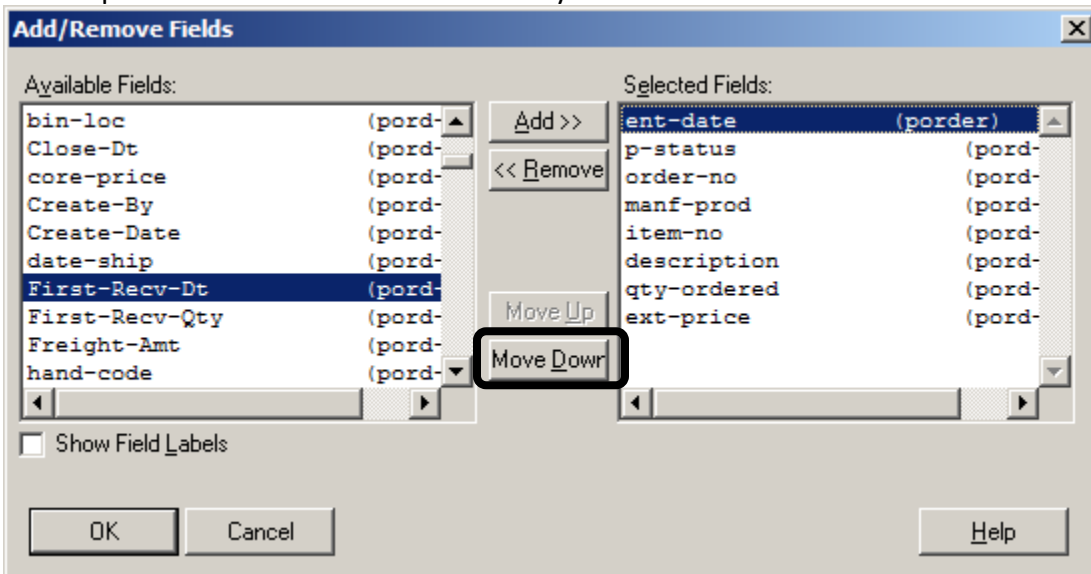 Add/Remove Fields
Available Fields:
bin-loc (pord-
Close-Dt (pord-
core-price (pord-
Create-By (pord-
Create-Date (pord-
date-ship (pord-
First-Recv-Dt (pord-
First-Recv-Qty (pord-
Freight-Amt (pord-
hand-code (pord-
Show Field Labels
Add >>
<< Remove
Move Up
Move Down
Selected Fields:
ent-date (porder)
p-status (pord-
order-no (pord-
manf-prod (pord-
item-no (pord-
description (pord-
qty-ordered (pord-
ext-price (pord-
OK
Cancel
Help